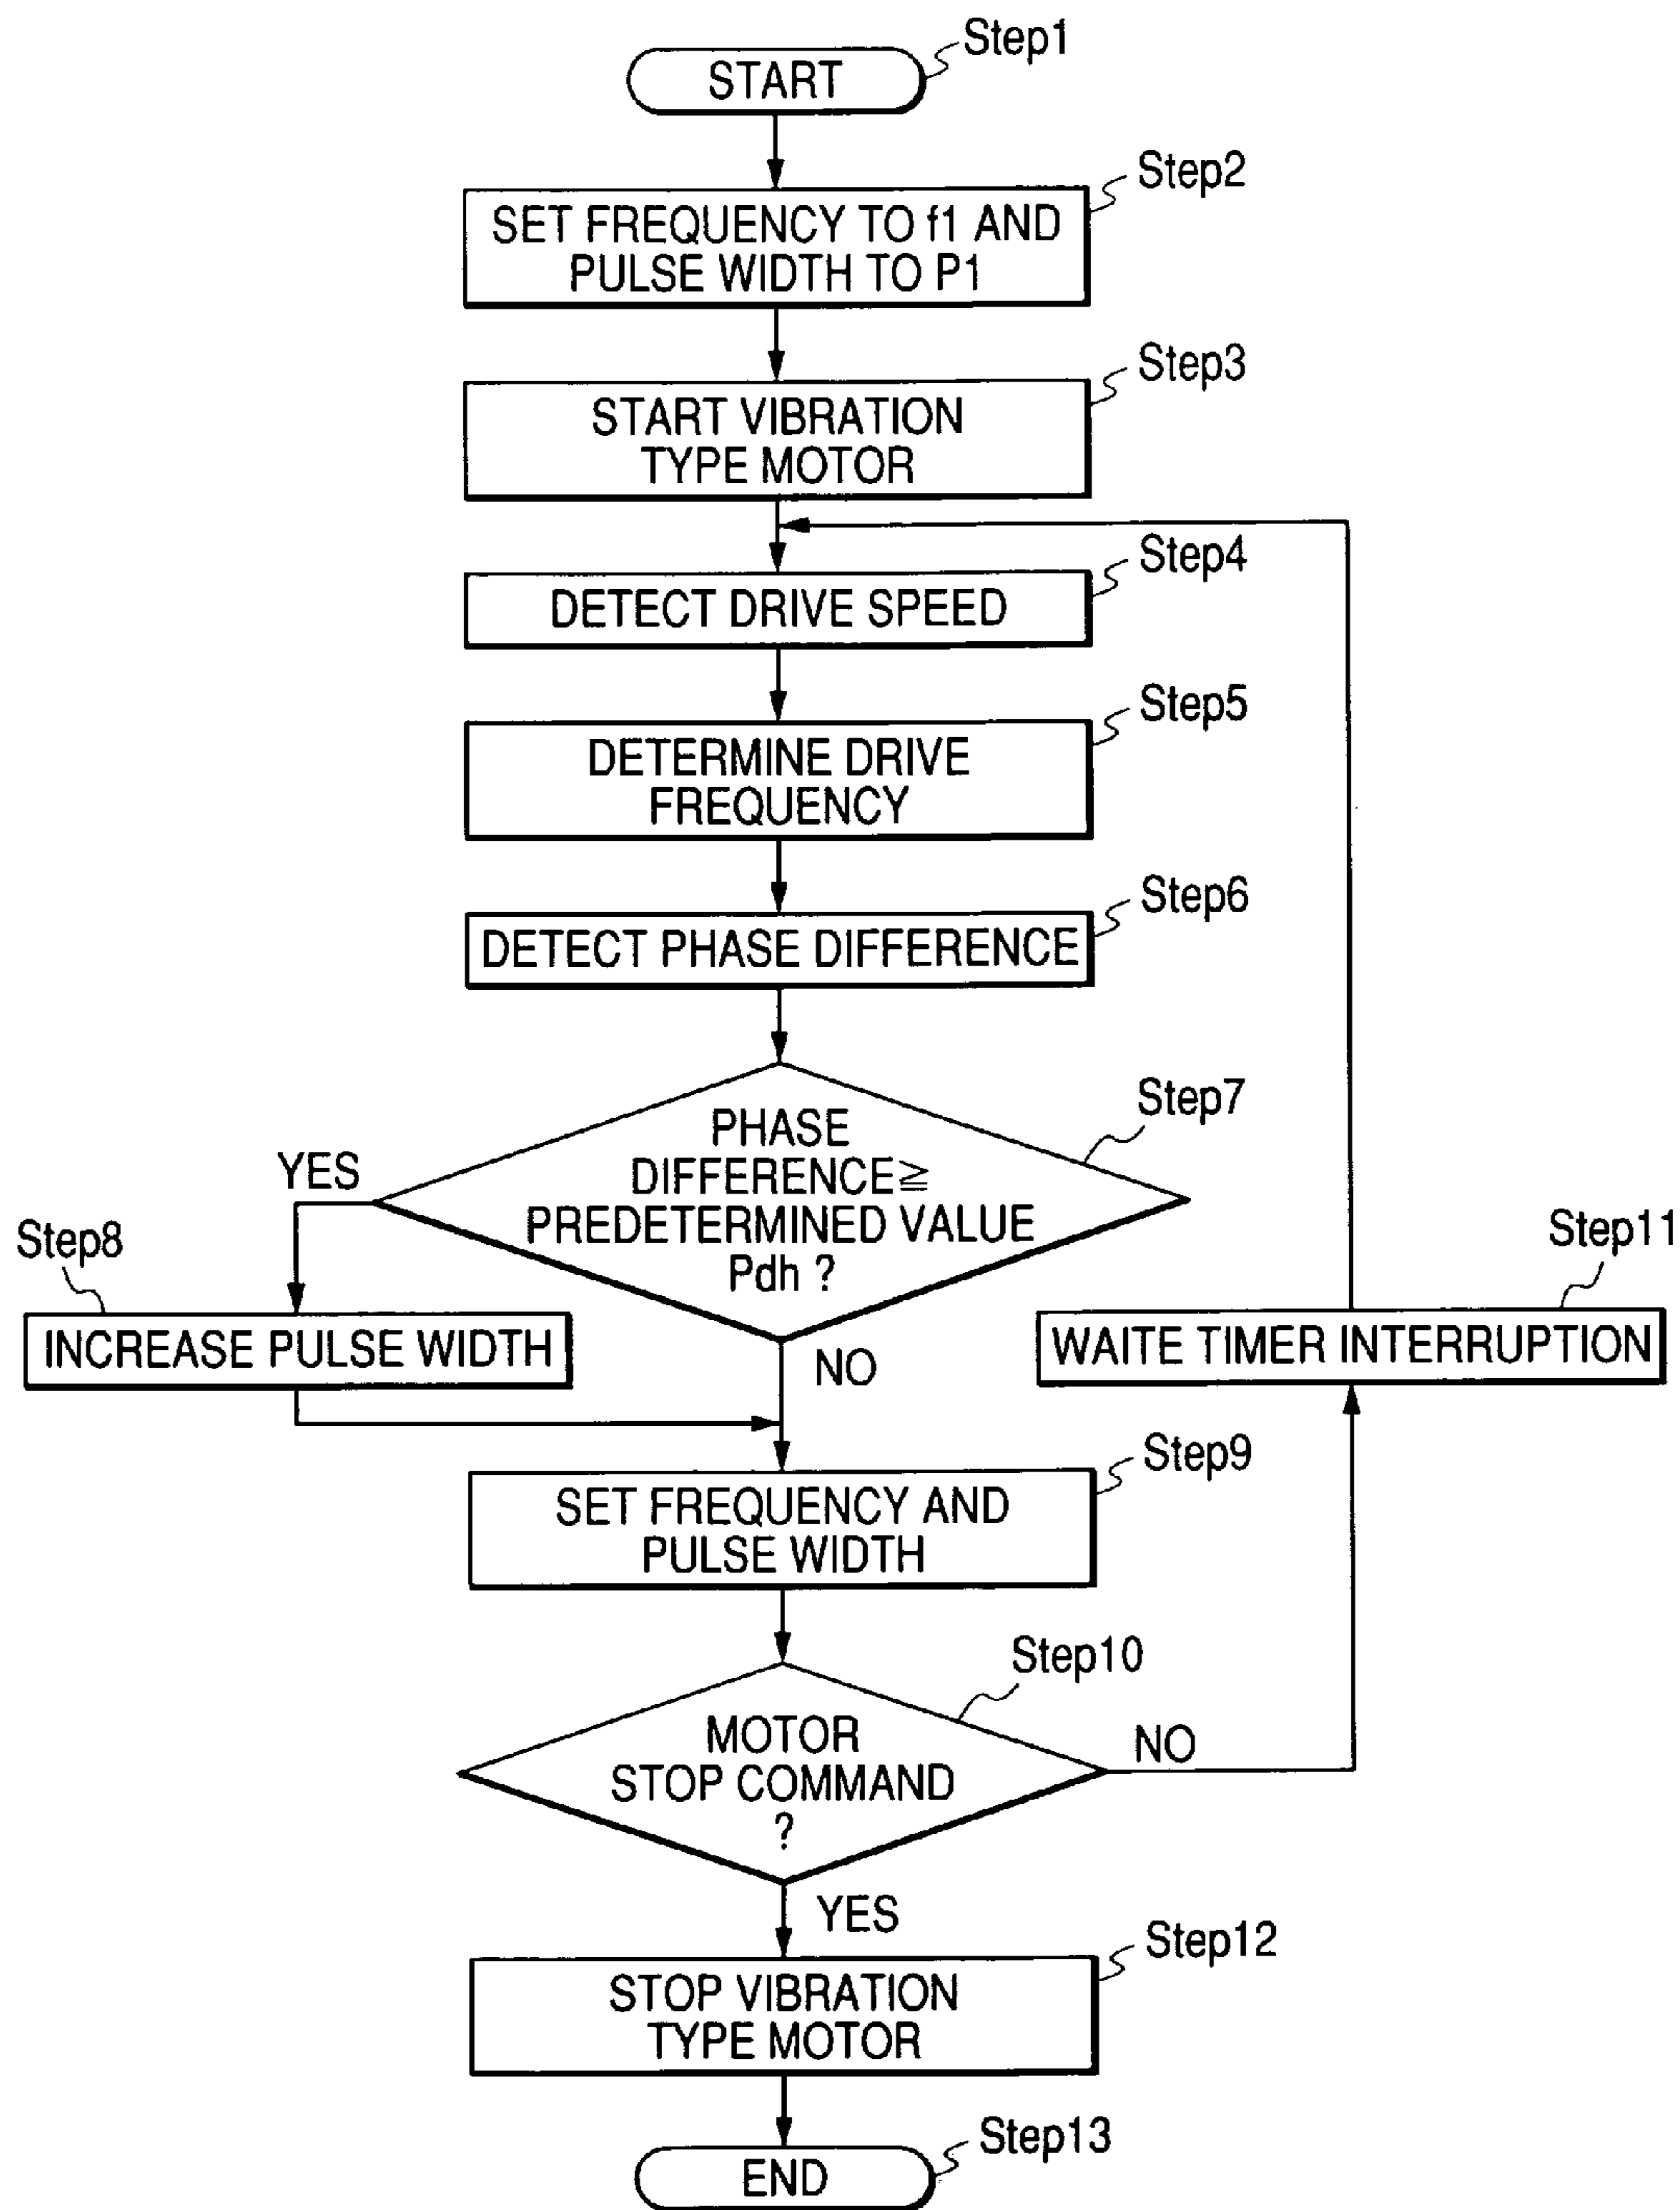 START
Step1
Step2
SET FREQUENCY TO f1 AND
PULSE WIDTH TO P1
Step3
START VIBRATION
TYPE MOTOR
Step4
DETECT DRIVE SPEED
Step5
DETERMINE DRIVE
FREQUENCY
Step6
DETECT PHASE DIFFERENCE
Step7
PHASE
DIFFERENCE≧
PREDETERMINED VALUE
Pdh ?
YES
Step8
INCREASE PULSE WIDTH
NO
Step11
WAITE TIMER INTERRUPTION
Step9
SET FREQUENCY AND
PULSE WIDTH
Step10
MOTOR
STOP COMMAND
?
NO
YES
Step12
STOP VIBRATION
TYPE MOTOR
Step13
END